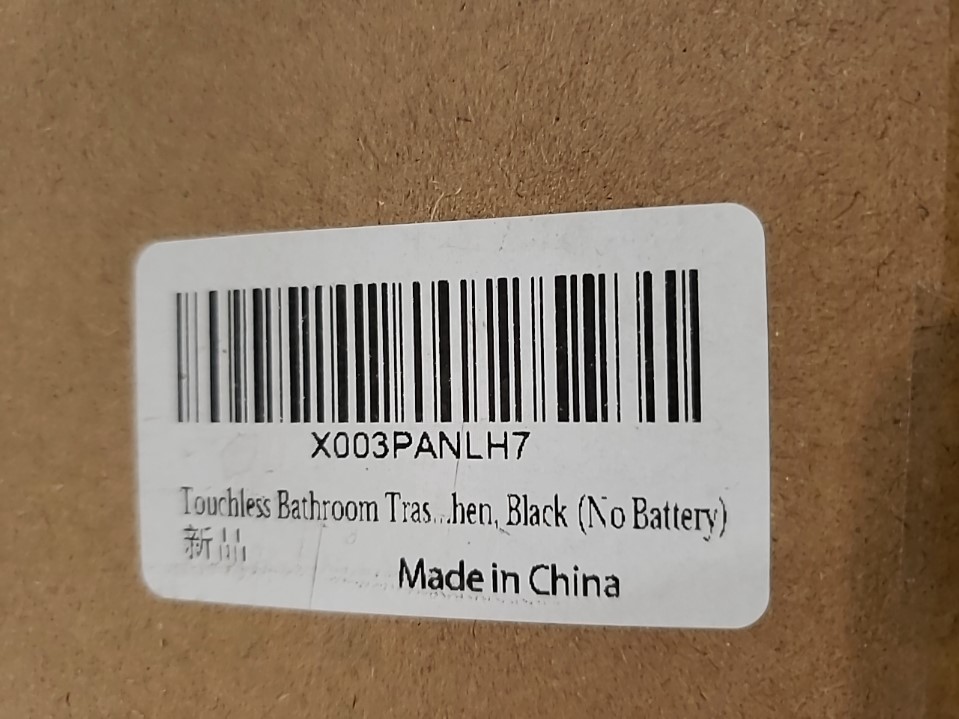 X003PANLH7
Touchless Bathroom Tras...hen, Black (No Battery)
新品
Made in China